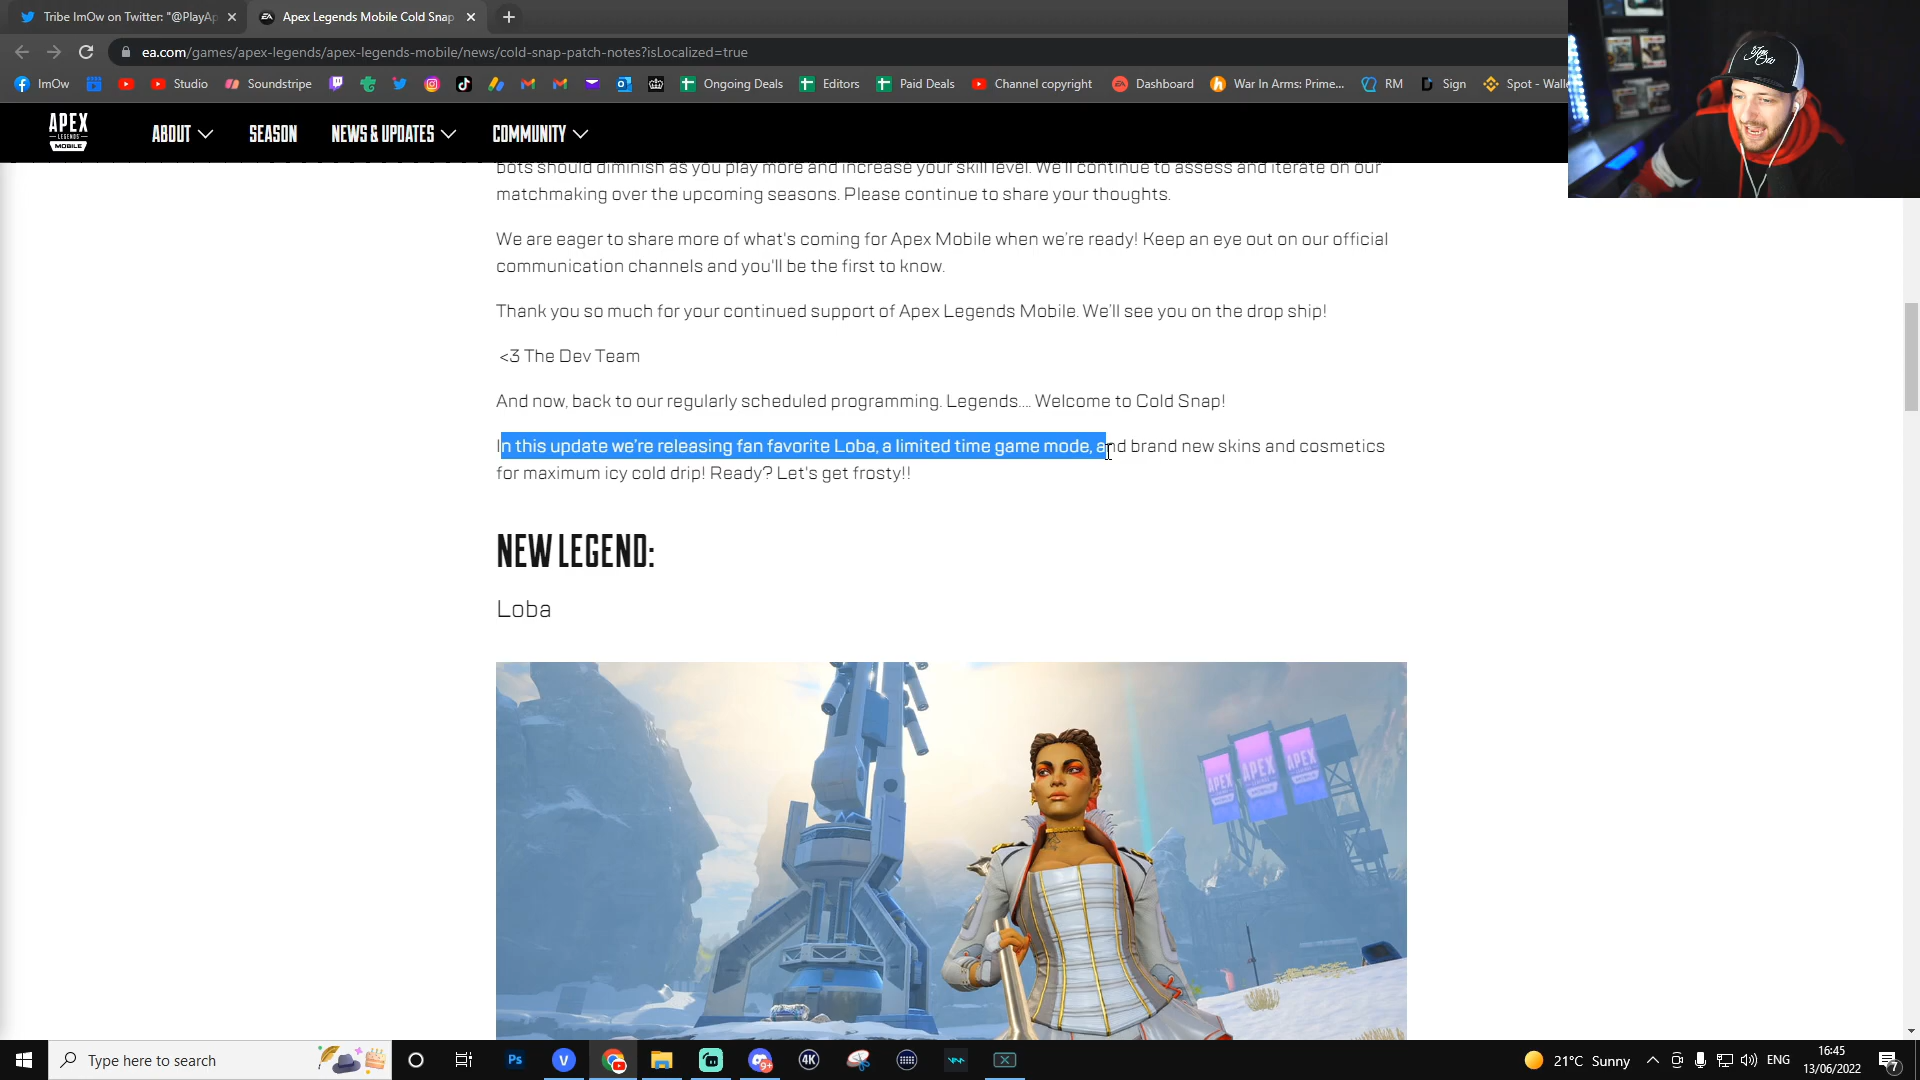 Tribe ImOw on Twitter: "@PlayAp
Apex Legends Mobile Cold Snap
ea.com/games/apex-legends/apex-legends-mobile/news/cold-snap-patch-notes?isLocalized=true
ImOw Studio Soundstripe Ongoing Deals Editors Paid Deals Channel copyright Dashboard War In Arms: Prime... RM Sign Spot - Walle
APEX
LEGENDS
MOBILE
ABOUT SEASON NEWS & UPDATES COMMUNITY
bots should diminish as you play more and increase your skill level. We'll continue to assess and iterate on our
matchmaking over the upcoming seasons. Please continue to share your thoughts.
We are eager to share more of what's coming for Apex Mobile when we're ready! Keep an eye out on our official
communication channels and you'll be the first to know.
Thank you so much for your continued support of Apex Legends Mobile. We'll see you on the drop ship!
<3 The Dev Team
And now, back to our regularly scheduled programming. Legends.... Welcome to Cold Snap!
In this update we're releasing fan favorite Loba, a limited time game mode, and brand new skins and cosmetics
for maximum icy cold drip! Ready? Let's get frosty!!
NEW LEGEND:
Loba
APEX APEX APEX
Type here to search
Ps
V
9+
4K
21°C Sunny
ENG
16:45
13/06/2022
7